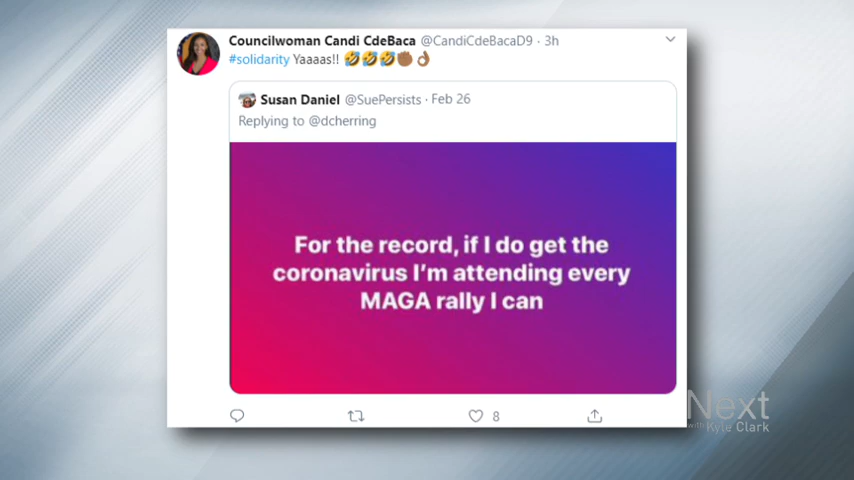 Councilwoman Candi CdeBaca @CandiCdeBacaD9 · 3h
#solidarity Yaaaas!! 🤣🤣🤣✊🏾👌🏾
Susan Daniel @SuePersists · Feb 26
Replying to @dcherring
For the record, if I do get the
coronavirus I'm attending every
MAGA rally I can
8
Next
with Kyle Clark